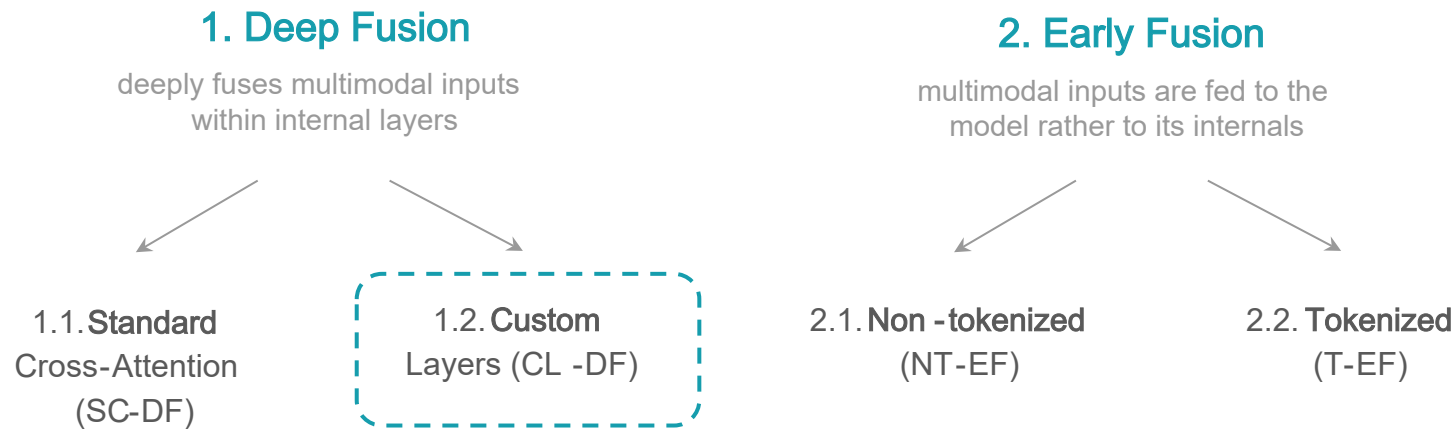 1. Deep Fusion
deeply fuses multimodal inputs
within internal layers
1.1. Standard
Cross-Attention
(SC-DF)
1.2. Custom
Layers (CL -DF)
2. Early Fusion
multimodal inputs are fed to the
model rather to its internals
2.1. Non -tokenized
(NT-EF)
2.2. Tokenized
(T-EF)